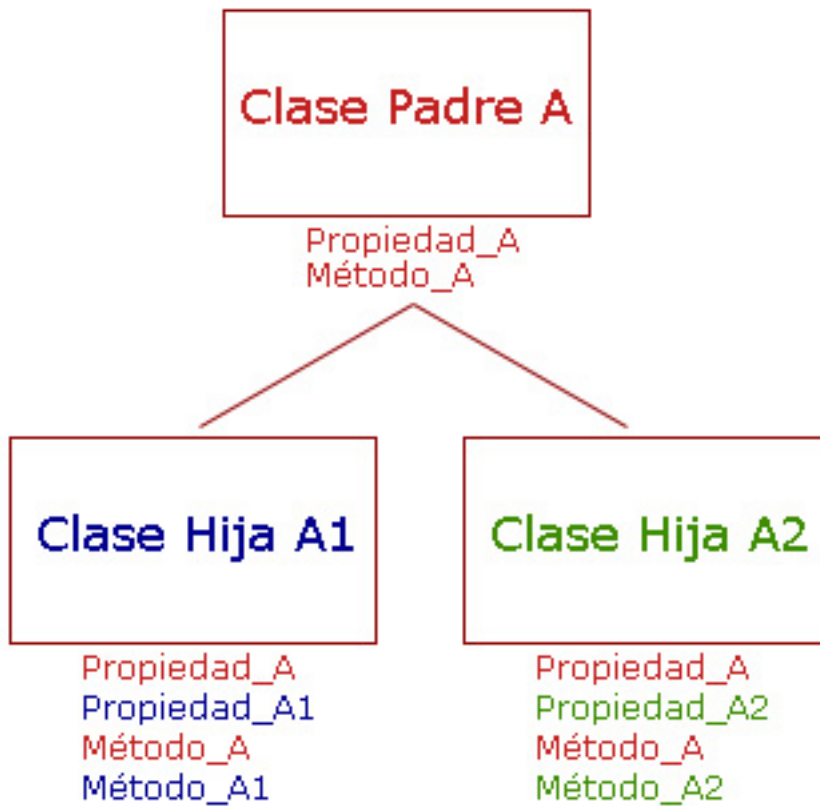 Clase Padre A
Propiedad_A
Método_A
Clase Hija A1
Propiedad_A
Propiedad_A1
Método_A
Método_A1
Clase Hija A2
Propiedad_A
Propiedad_A2
Método_A
Método_A2